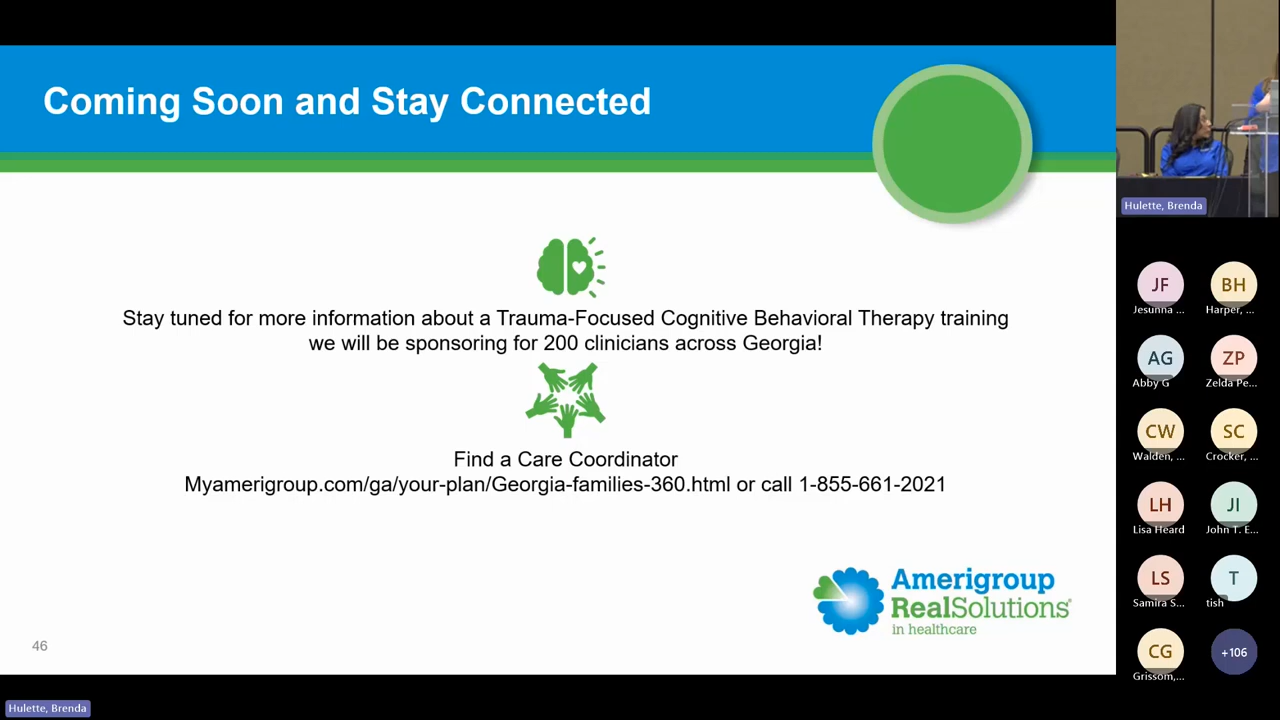 Coming Soon and Stay Connected
Stay tuned for more information about a Trauma-Focused Cognitive Behavioral Therapy training
we will be sponsoring for 200 clinicians across Georgia!
Find a Care Coordinator
Myamerigroup.com/ga/your-plan/Georgia-families-360.html or call 1-855-661-2021
Amerigroup
RealSolutions®
in healthcare
46
Hulette, Brenda
Hulette, Brenda
JF
Jesunna ...
BH
Harper, ...
AG
Abby G
ZP
Zelda Pe...
CW
Walden, ...
SC
Crocker, ...
LH
Lisa Heard
JI
John T. E...
LS
Samira S...
T
tish
CG
Grissom,...
+106